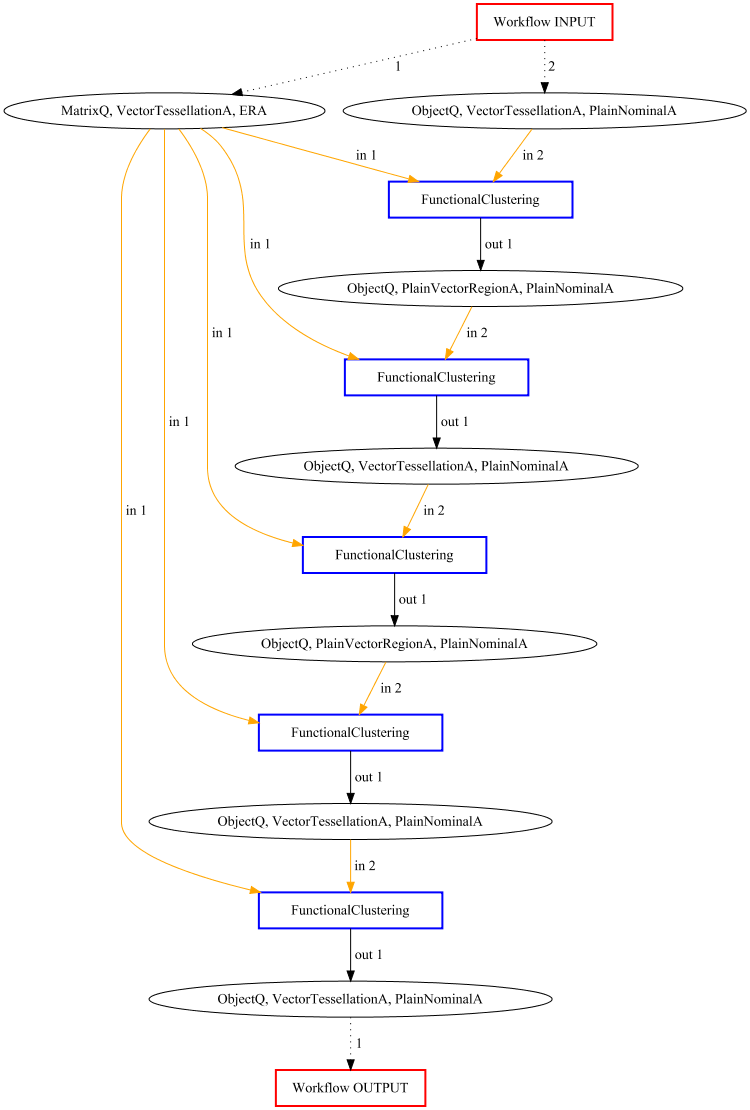 Workflow INPUT
1
2
MatrixQ, VectorTessellationA, ERA
ObjectQ, VectorTessellationA, PlainNominalA
in 1
in 2
FunctionalClustering
in 1
out 1
ObjectQ, PlainVectorRegionA, PlainNominalA
in 1
in 2
FunctionalClustering
in 1
out 1
ObjectQ, VectorTessellationA, PlainNominalA
in 1
in 2
FunctionalClustering
out 1
ObjectQ, PlainVectorRegionA, PlainNominalA
in 2
FunctionalClustering
out 1
ObjectQ, VectorTessellationA, PlainNominalA
in 2
FunctionalClustering
out 1
ObjectQ, VectorTessellationA, PlainNominalA
1
Workflow OUTPUT